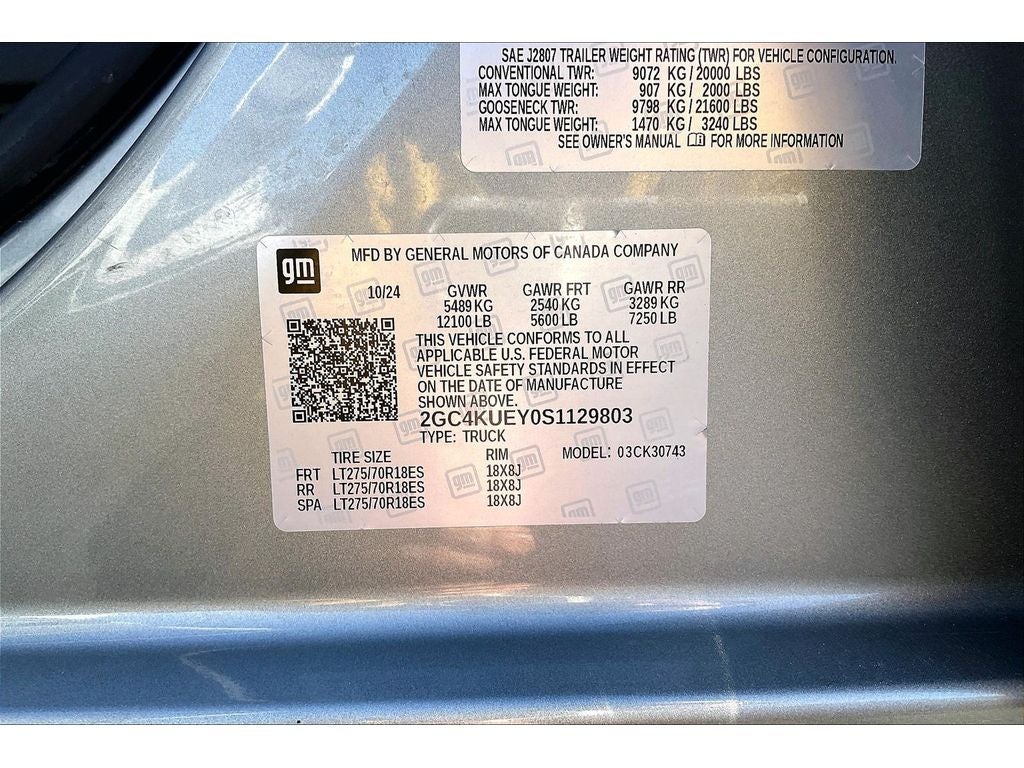 SAE J2807 TRAILER WEIGHT RATING (TWR) FOR VEHICLE CONFIGURATION.
CONVENTIONAL TWR: 9072 KG/20000 LBS
MAX TONGUE WEIGHT: 907 KG/ 2000 LBS
GOOSENECK TWR: 9798 KG/21600 LBS
MAX TONGUE WEIGHT: 1470 KG/ 3240 LBS
SEE OWNER'S MANUAL FOR MORE INFORMATION
gm
MFD BY GENERAL MOTORS OF CANADA COMPANY
10/24 GVWR GAWR FRT GAWR RR
5489 KG 2540 KG 3289 KG
12100 LB 5600 LB 7250 LB
THIS VEHICLE CONFORMS TO ALL
APPLICABLE U.S. FEDERAL MOTOR
VEHICLE SAFETY STANDARDS IN EFFECT
ON THE DATE OF MANUFACTURE
SHOWN ABOVE.
2GC4KUEY0S1129803
TYPE: TRUCK
TIRE SIZE RIM MODEL: 03CK30743
FRT LT275/70R18ES 18X8J
RR LT275/70R18ES 18X8J
SPA LT275/70R18ES 18X8J